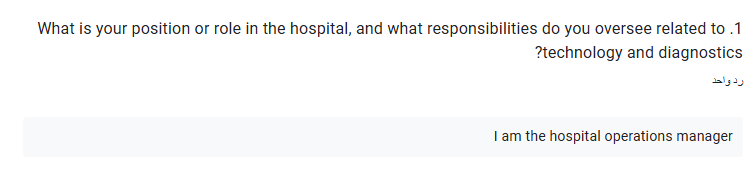 What is your position or role in the hospital, and what responsibilities do you oversee related to .1
?technology and diagnostics
رد واحد
I am the hospital operations manager